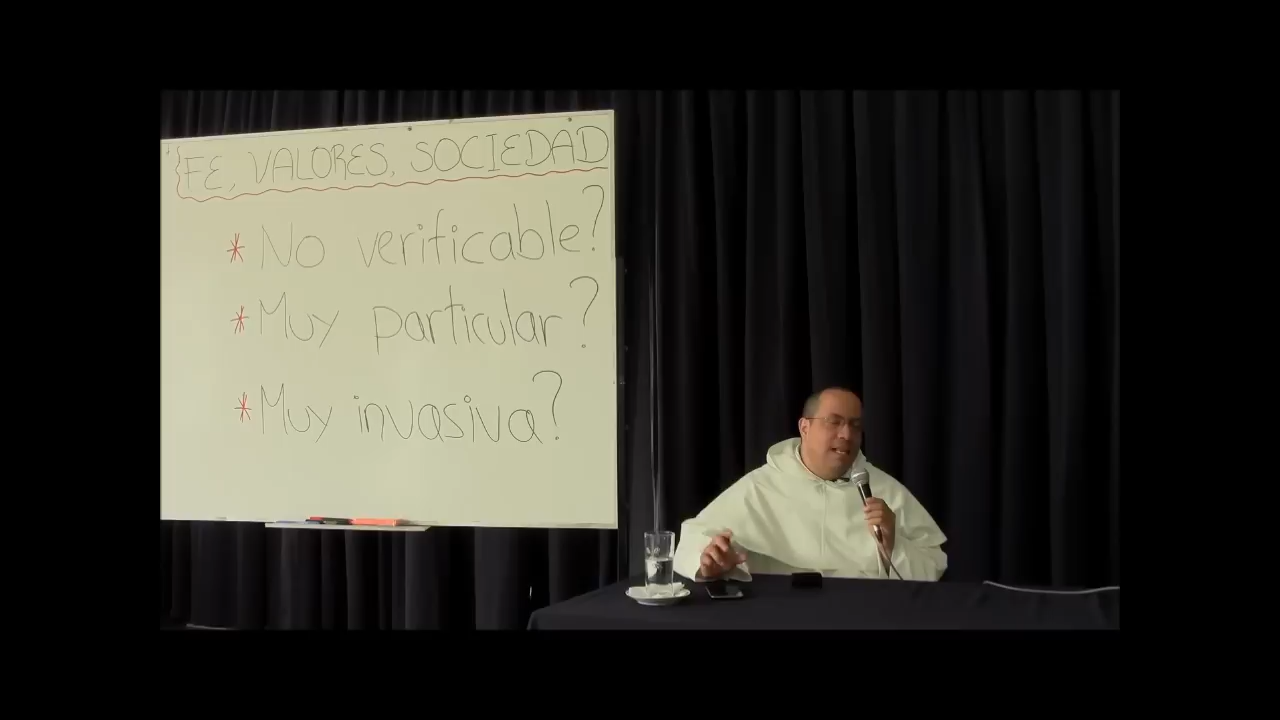 FE, VALORES, SOCIEDAD
* No verificable?
* Muy particular?
* Muy invasiva?